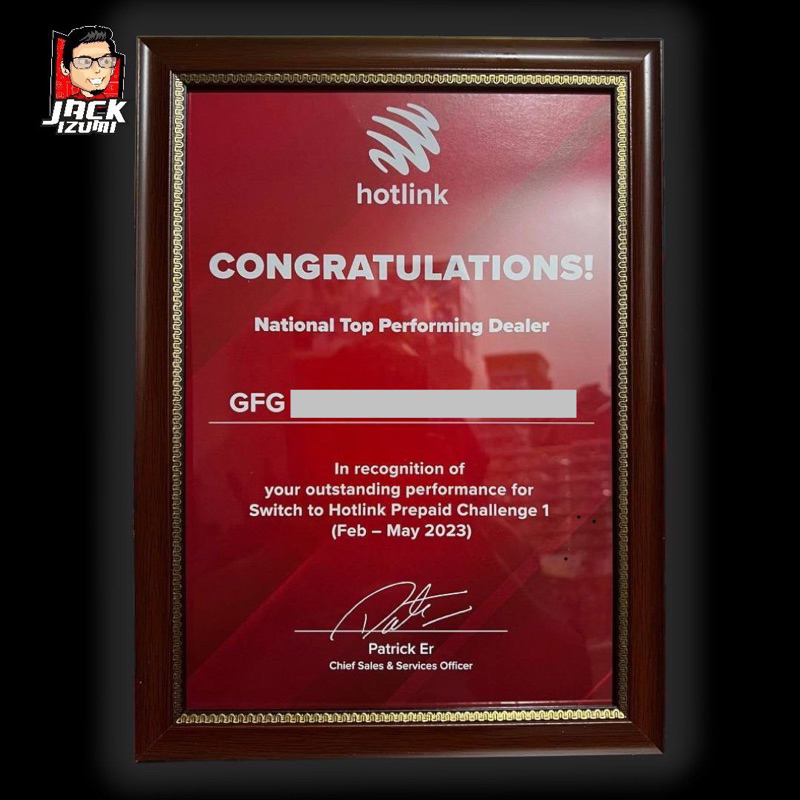 JACK
IZUMI
hotlink
CONGRATULATIONS!
National Top Performing Dealer
GFG
In recognition of
your outstanding performance for
Switch to Hotlink Prepaid Challenge 1
(Feb – May 2023)
Patrick Er
Chief Sales & Services Officer